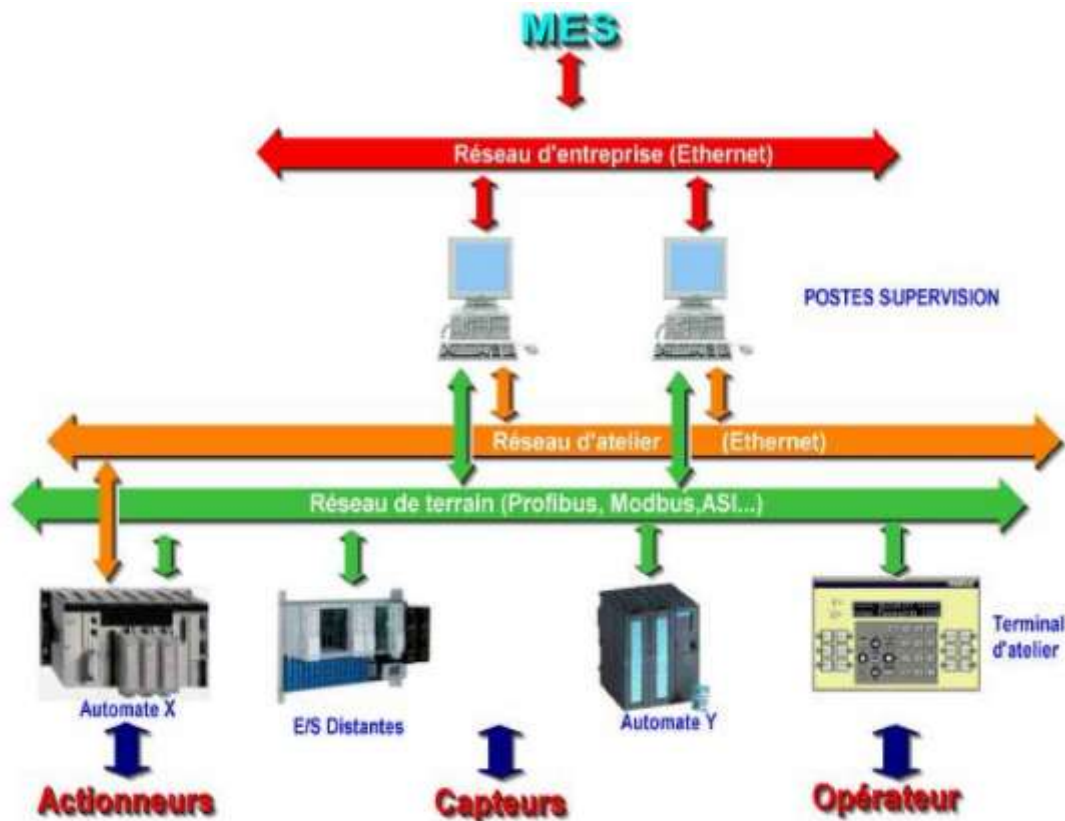 MES
Réseau d'entreprise (Ethernet)
POSTES SUPERVISION
Réseau d'atelier (Ethernet)
Réseau de terrain (Profibus, Modbus,ASI...)
Automate X
E/S Distantes
Automate Y
Terminal
d'atelier
Actionneurs
Capteurs
Opérateur